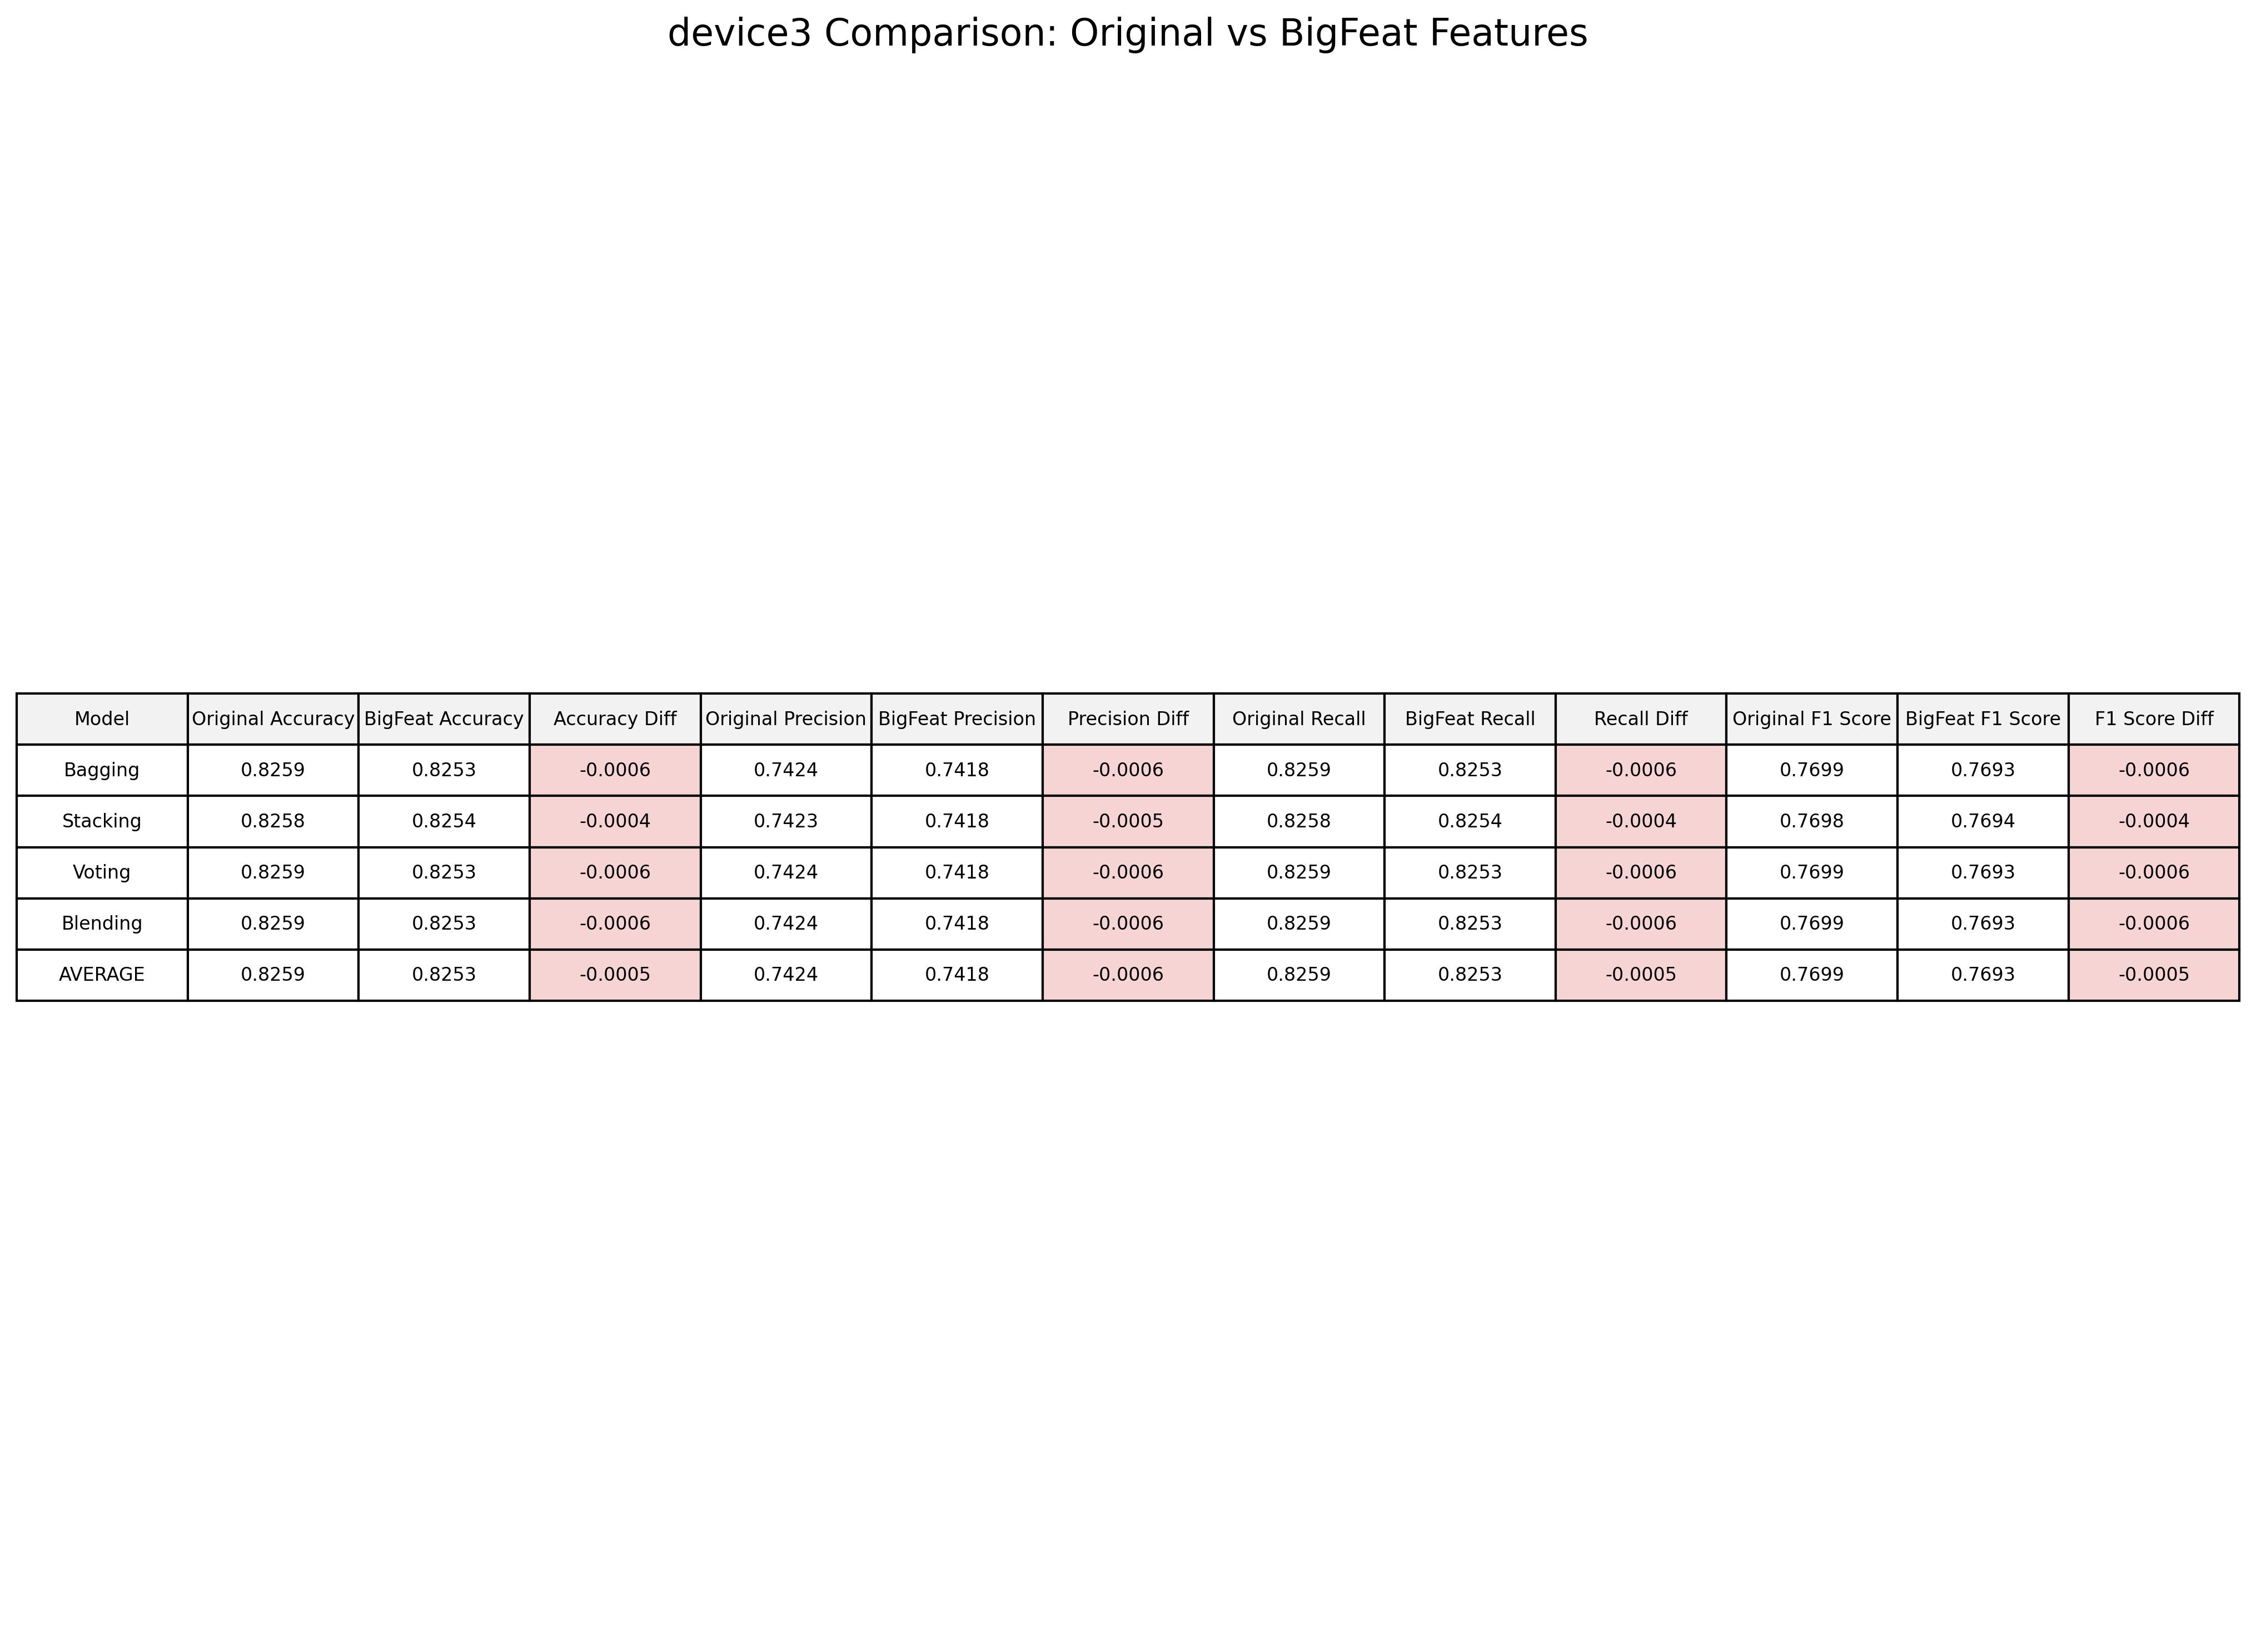 device3 Comparison: Original vs BigFeat Features
Model Original Accuracy BigFeat Accuracy Accuracy Diff Original Precision BigFeat Precision Precision Diff Original Recall BigFeat Recall Recall Diff Original F1 Score BigFeat F1 Score F1 Score Diff
Bagging 0.8259 0.8253 -0.0006 0.7424 0.7418 -0.0006 0.8259 0.8253 -0.0006 0.7699 0.7693 -0.0006
Stacking 0.8258 0.8254 -0.0004 0.7423 0.7418 -0.0005 0.8258 0.8254 -0.0004 0.7698 0.7694 -0.0004
Voting 0.8259 0.8253 -0.0006 0.7424 0.7418 -0.0006 0.8259 0.8253 -0.0006 0.7699 0.7693 -0.0006
Blending 0.8259 0.8253 -0.0006 0.7424 0.7418 -0.0006 0.8259 0.8253 -0.0006 0.7699 0.7693 -0.0006
AVERAGE 0.8259 0.8253 -0.0005 0.7424 0.7418 -0.0006 0.8259 0.8253 -0.0005 0.7699 0.7693 -0.0005